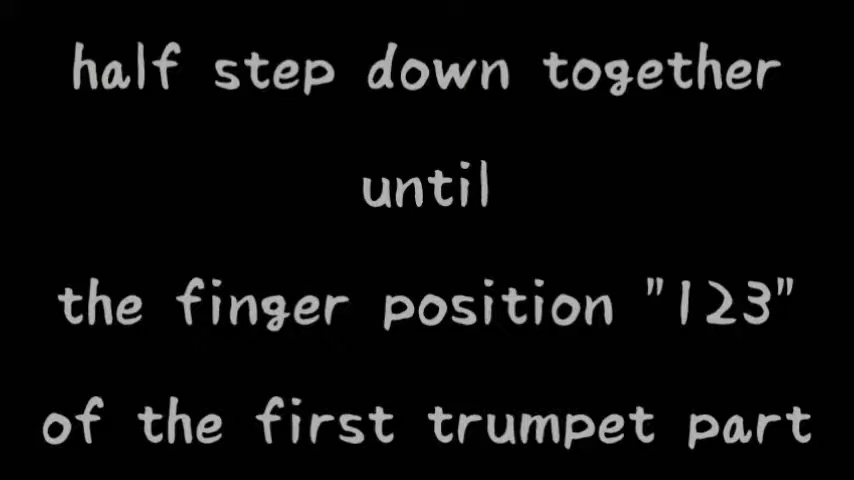 half step down together
until
the finger position "123"
of the first trumpet part